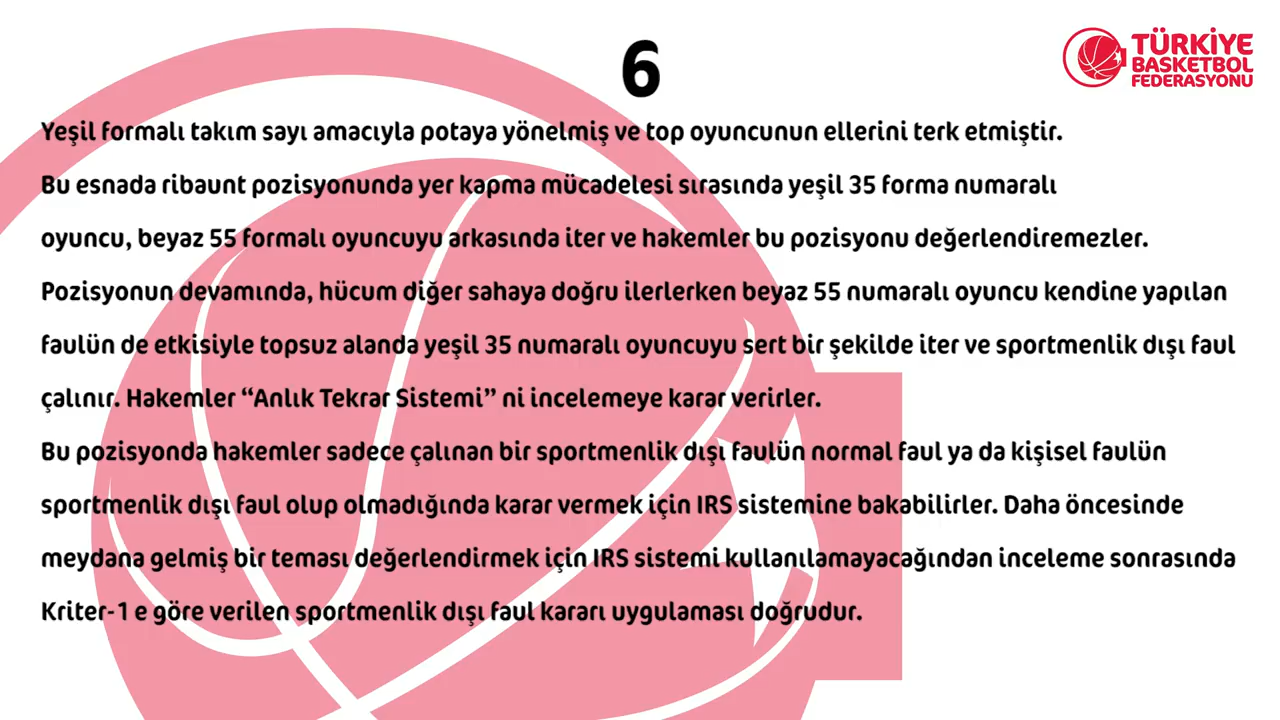 6
TÜRKİYE
BASKETBOL
FEDERASYONU
Yeşil formalı takım sayı amacıyla potaya yönelmiş ve top oyuncunun ellerini terk etmiştir.
Bu esnada ribaunt pozisyonunda yer kapma mücadelesi sırasında yeşil 35 forma numaralı
oyuncu, beyaz 55 formalı oyuncuyu arkasında iter ve hakemler bu pozisyonu değerlendiremezler.
Pozisyonun devamında, hücum diğer sahaya doğru ilerlerken beyaz 55 numaralı oyuncu kendine yapılan
faulün de etkisiyle topsuz alanda yeşil 35 numaralı oyuncuyu sert bir şekilde iter ve sportmenlik dışı faul
çalınır. Hakemler “Anlık Tekrar Sistemi” ni incelemeye karar verirler.
Bu pozisyonda hakemler sadece çalınan bir sportmenlik dışı faulün normal faul ya da kişisel faulün
sportmenlik dışı faul olup olmadığında karar vermek için IRS sistemine bakabilirler. Daha öncesinde
meydana gelmiş bir teması değerlendirmek için IRS sistemi kullanılamayacağından inceleme sonrasında
Kriter-1 e göre verilen sportmenlik dışı faul kararı uygulaması doğrudur.